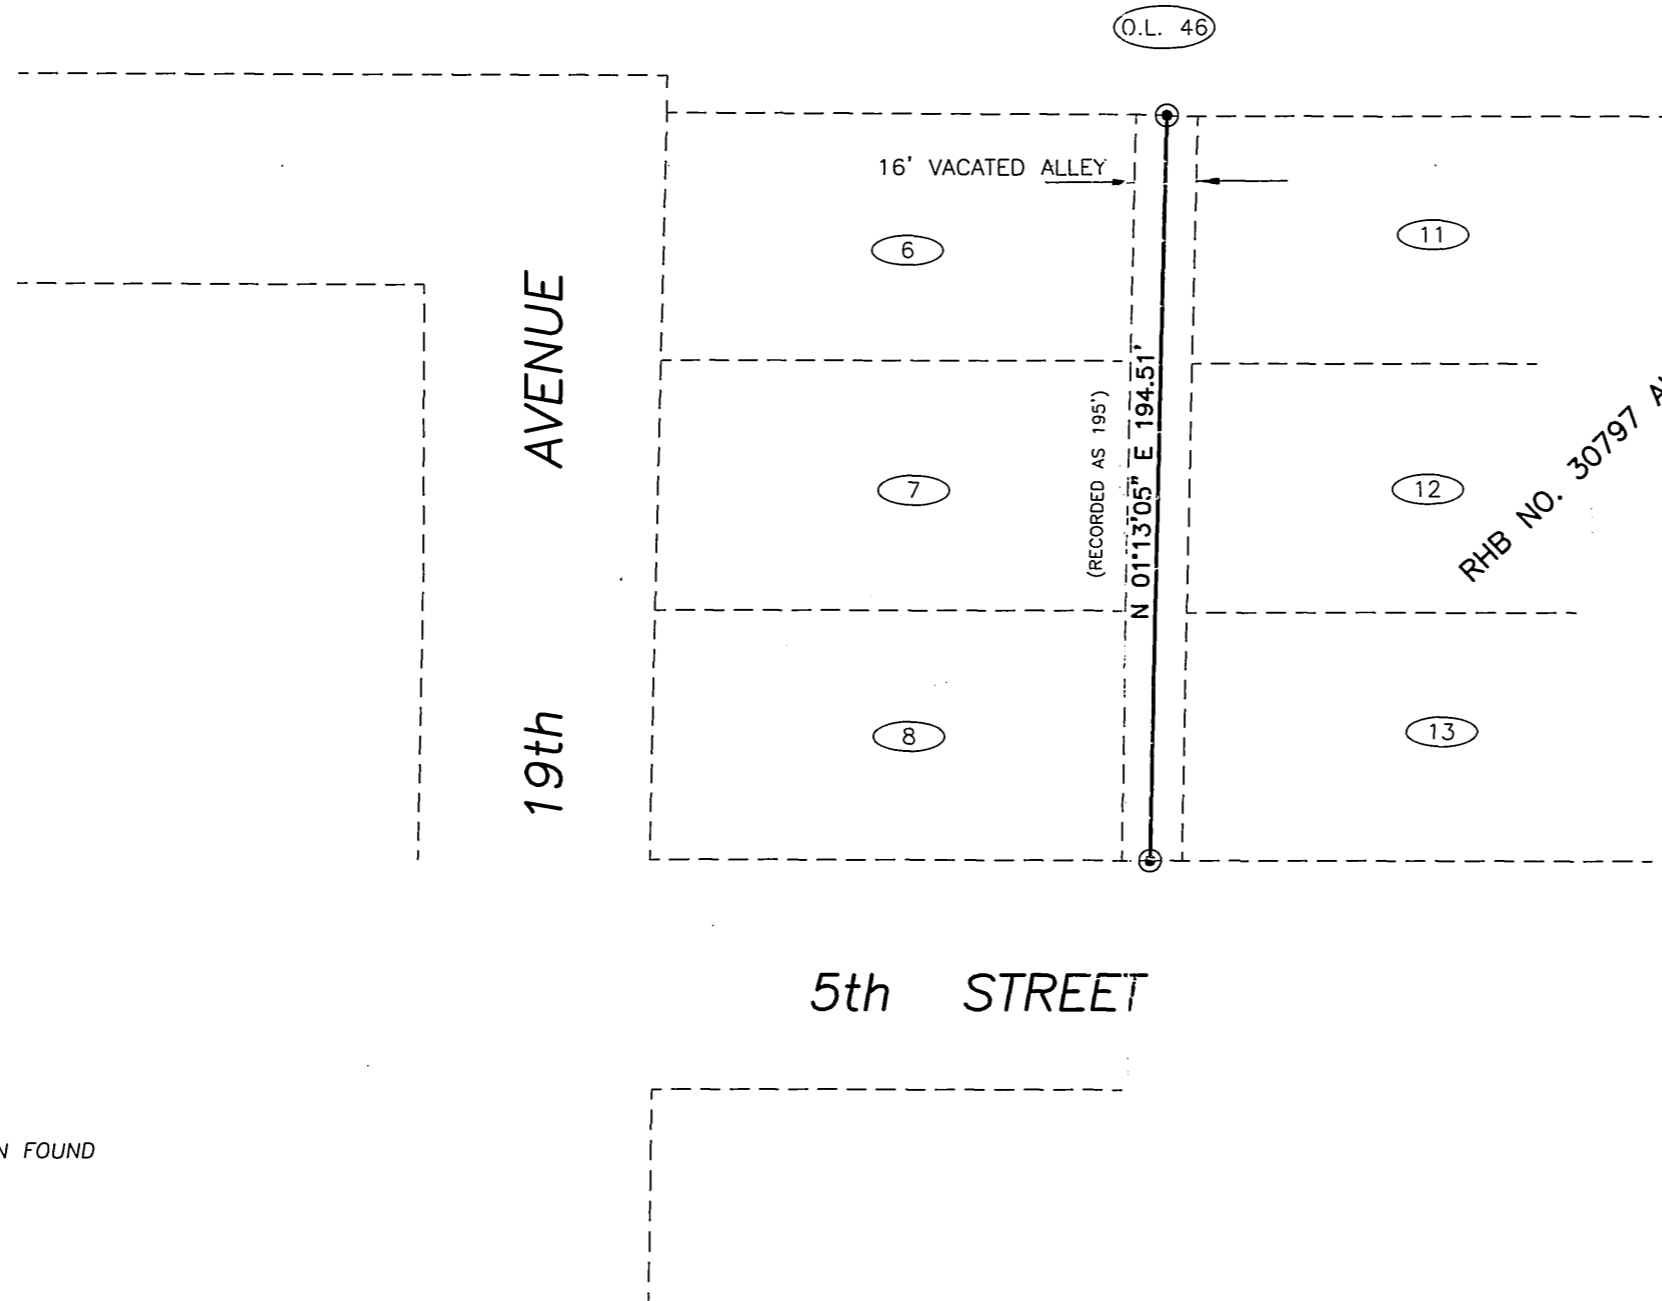 O.L. 46
16' VACATED ALLEY
6
11
19th AVENUE
N 01°13'05" E 194.51'
(RECORDED AS 195')
7
12
RHB NO. 30797
8
13
5th STREET
FOUND